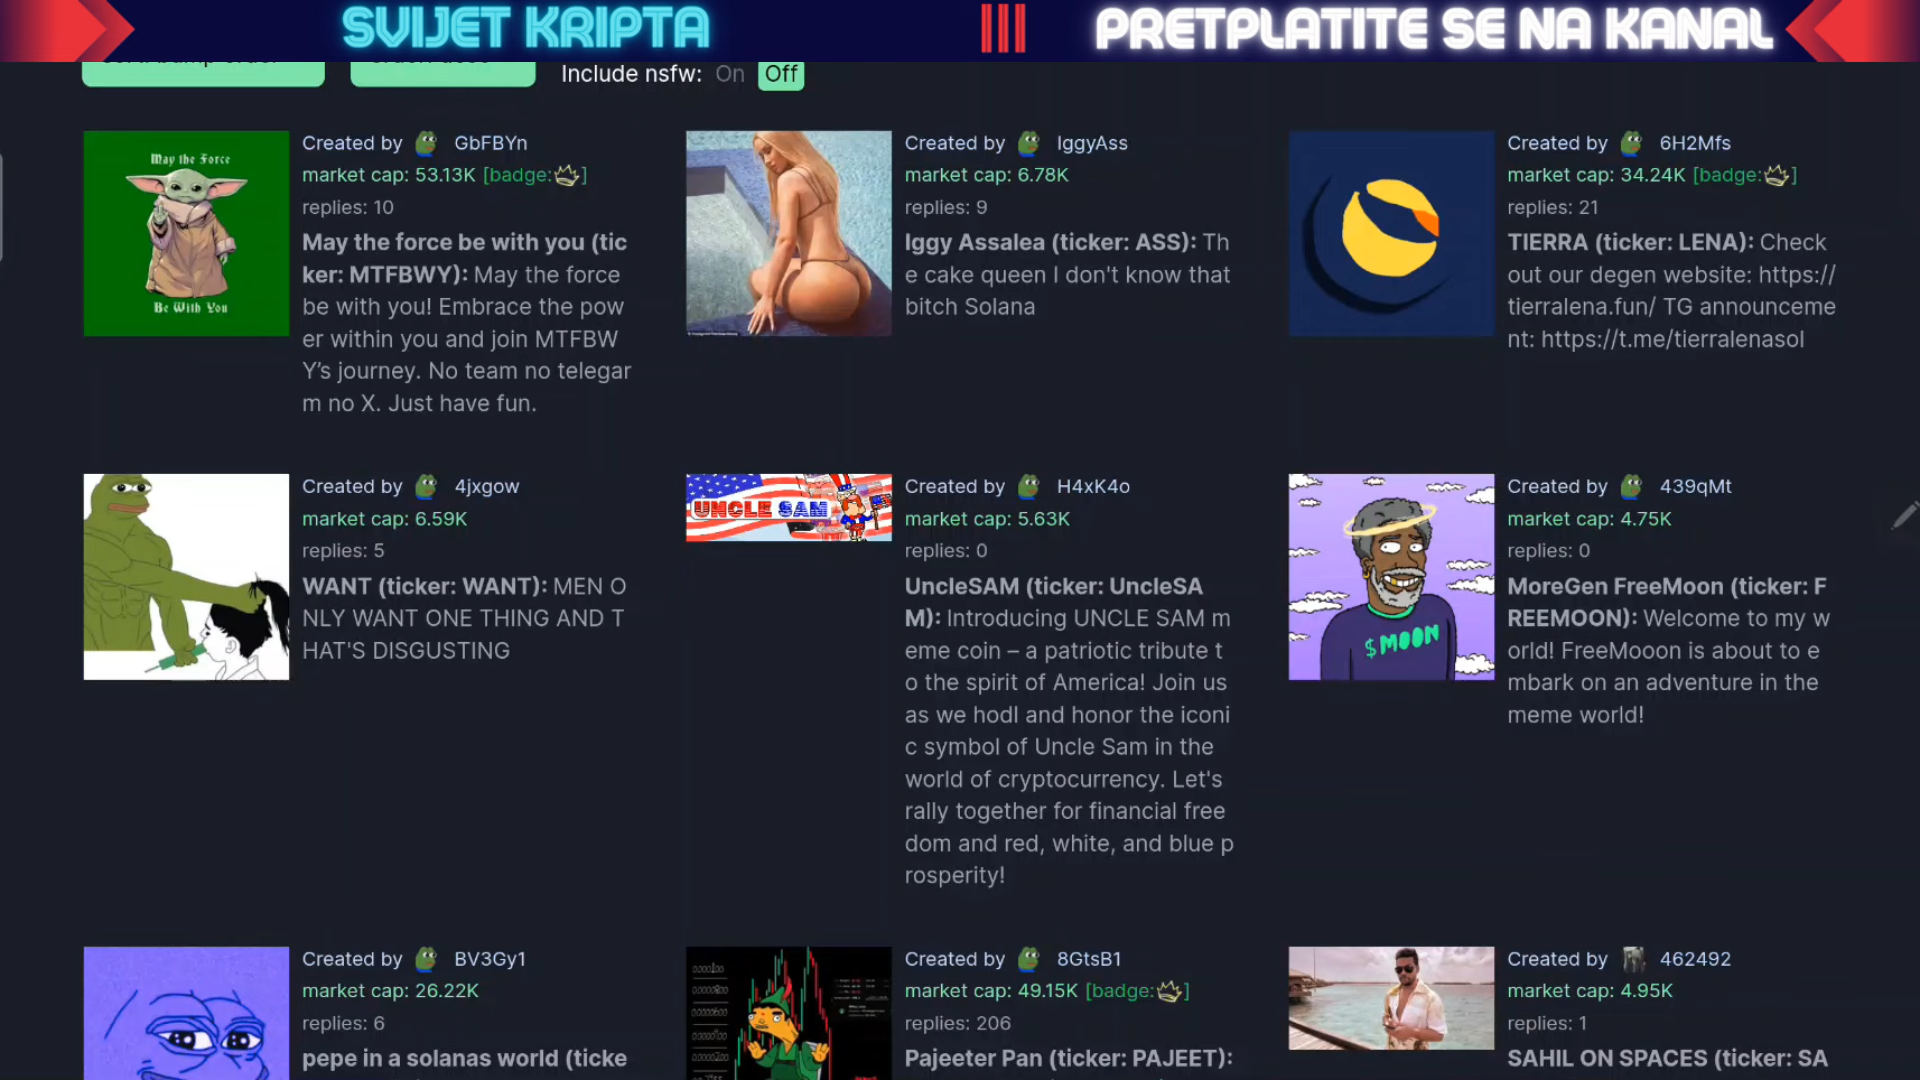 SVIJET KRIPTA
PRETPLATITE SE NA KANAL
Include nsfw: On Off
May the Force
Be With You
Created by GbFBYn
market cap: 53.13K [badge:]
replies: 10
May the force be with you (tic
ker: MTFBWY): May the force
be with you! Embrace the pow
er within you and join MTFBW
Y’s journey. No team no telegar
m no X. Just have fun.
Created by IggyAss
market cap: 6.78K
replies: 9
Iggy Assalea (ticker: ASS): Th
e cake queen I don't know that
bitch Solana
Created by 6H2Mfs
market cap: 34.24K [badge:]
replies: 21
TIERRA (ticker: LENA): Check
out our degen website: https://
tierralena.fun/ TG announceme
nt: https://t.me/tierralenasol
Created by 4jxgow
market cap: 6.59K
replies: 5
WANT (ticker: WANT): MEN O
NLY WANT ONE THING AND T
HAT'S DISGUSTING
UNCLE SAM
Created by H4xK4o
market cap: 5.63K
replies: 0
UncleSAM (ticker: UncleSA
M): Introducing UNCLE SAM m
eme coin – a patriotic tribute t
o the spirit of America! Join us
as we hodl and honor the iconi
c symbol of Uncle Sam in the
world of cryptocurrency. Let's
rally together for financial free
dom and red, white, and blue p
rosperity!
$MOON
Created by 439qMt
market cap: 4.75K
replies: 0
MoreGen FreeMoon (ticker: F
REEMOON): Welcome to my w
orld! FreeMooon is about to e
mbark on an adventure in the
meme world!
Created by BV3Gy1
market cap: 26.22K
replies: 6
pepe in a solanas world (ticke
Created by 8GtsB1
market cap: 49.15K [badge:]
replies: 206
Pajeeter Pan (ticker: PAJEET):
Created by 462492
market cap: 4.95K
replies: 1
SAHIL ON SPACES (ticker: SA